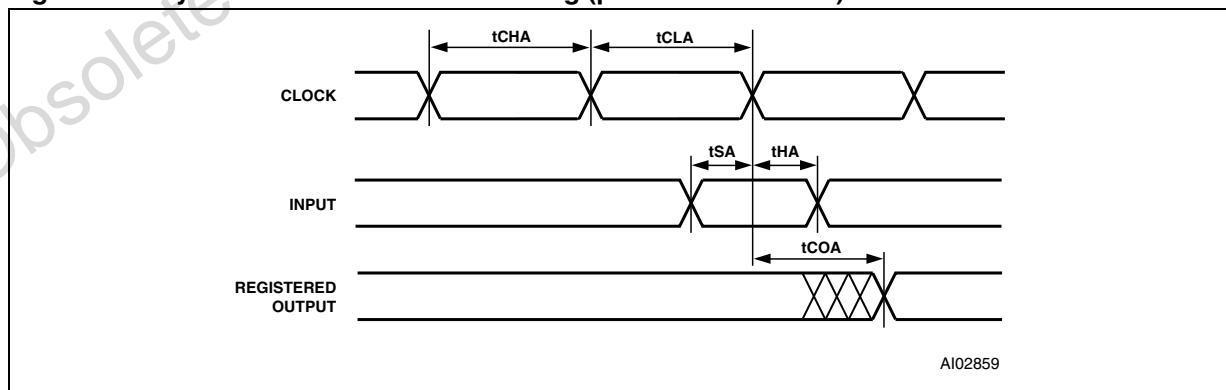 tCHA tCLA
CLOCK
tSA tHA
INPUT
tCOA
REGISTERED
OUTPUT
AI02859